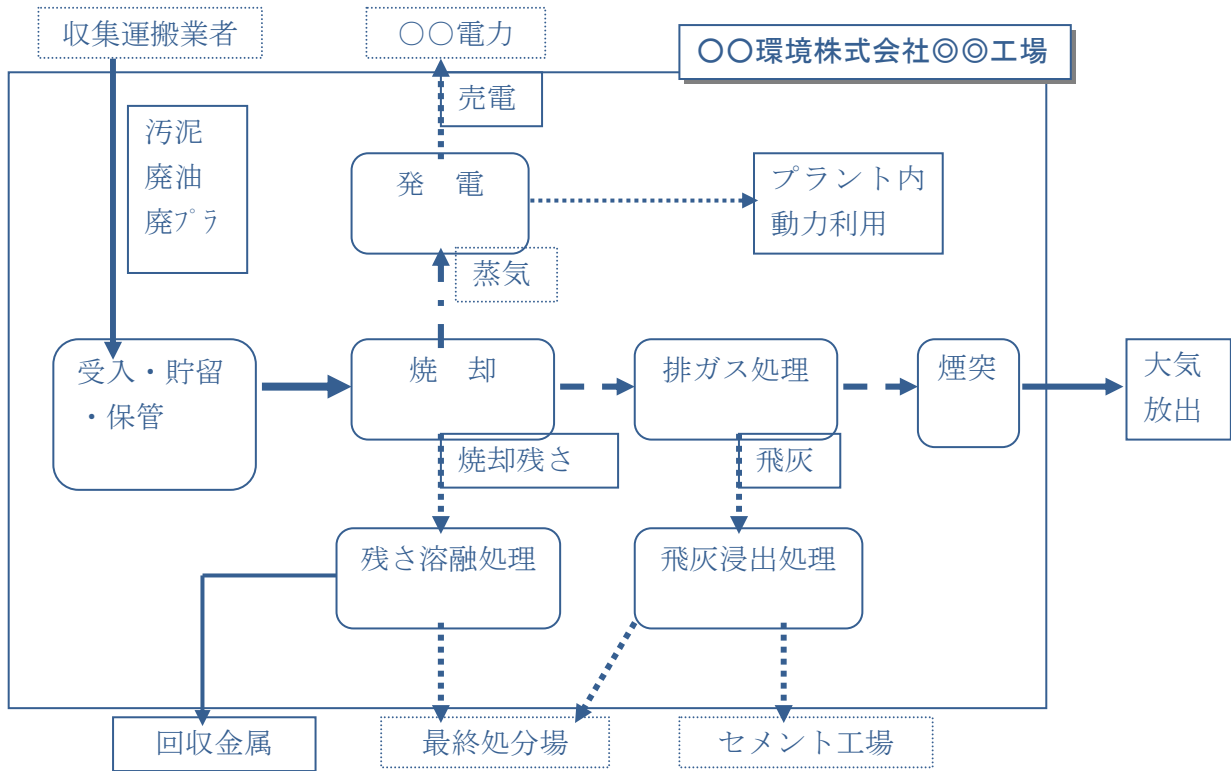 収集運搬業者
〇〇電力
〇〇環境株式会社◎◎工場
売電
汚泥
廃油
廃プラ
発 電
プラント内
動力利用
蒸気
受入・貯留
・保管
焼 却
排ガス処理
煙突
大気
放出
焼却残さ
飛灰
残さ溶融処理
飛灰浸出処理
回収金属
最終処分場
セメント工場